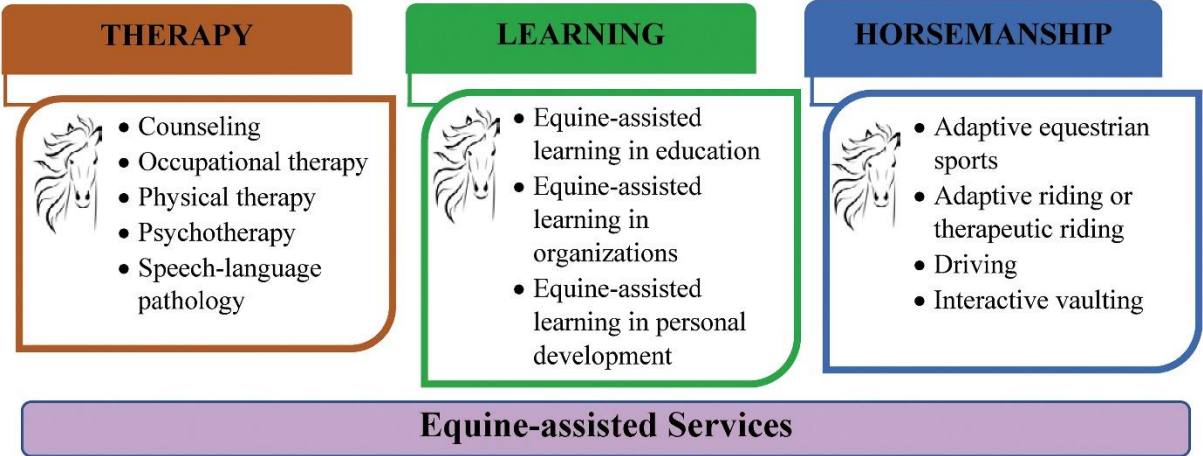 THERAPY
• Counseling
• Occupational therapy
• Physical therapy
• Psychotherapy
• Speech-language
pathology
LEARNING
• Equine-assisted
learning in education
• Equine-assisted
learning in
organizations
• Equine-assisted
learning in personal
development
HORSEMANSHIP
• Adaptive equestrian
sports
• Adaptive riding or
therapeutic riding
• Driving
• Interactive vaulting
Equine-assisted Services